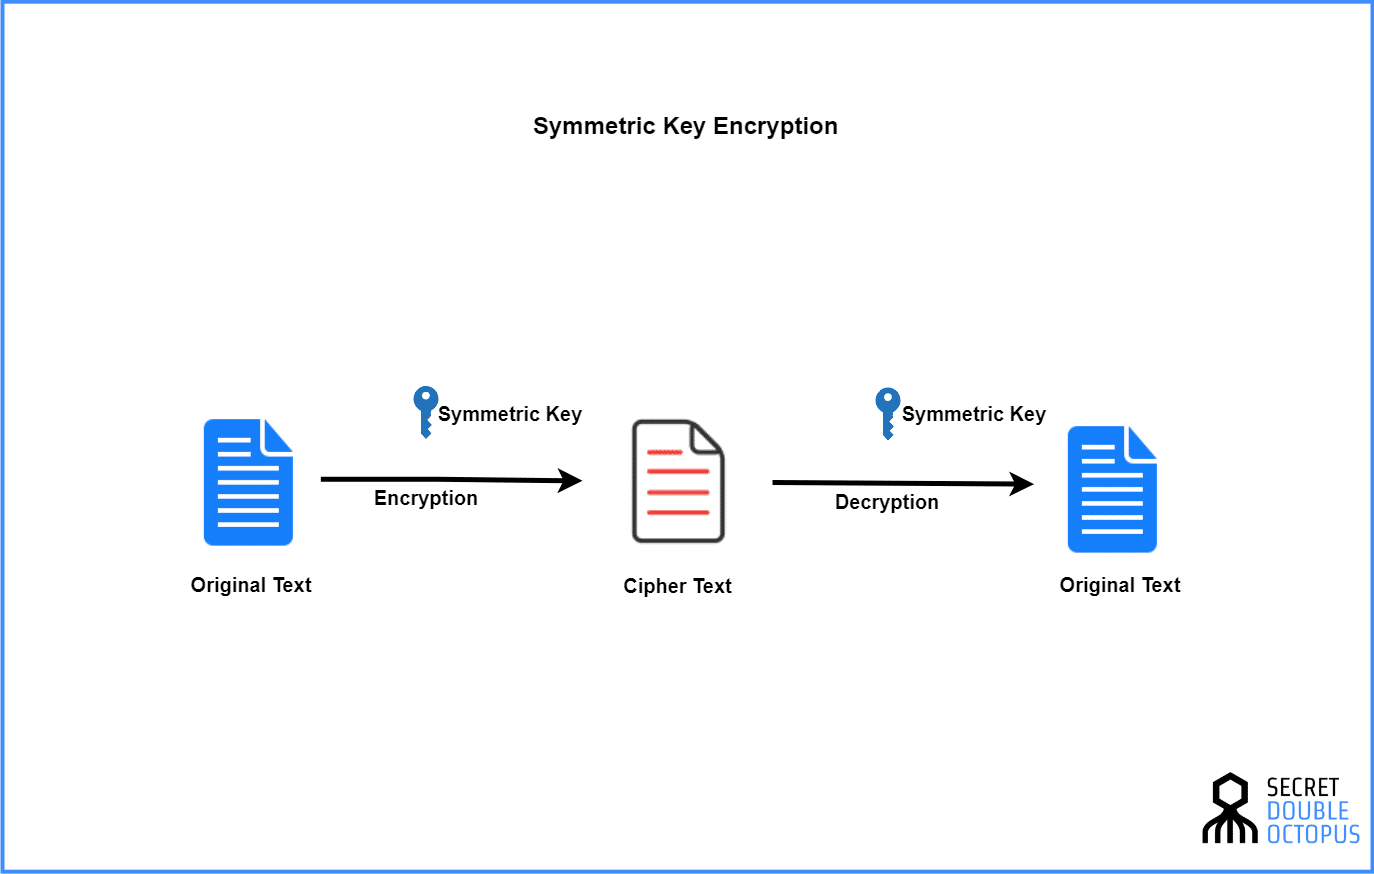 Symmetric Key Encryption
Symmetric Key
Symmetric Key
Encryption
Decryption
Original Text
Cipher Text
Original Text
SECRET
DOUBLE
OCTOPUS